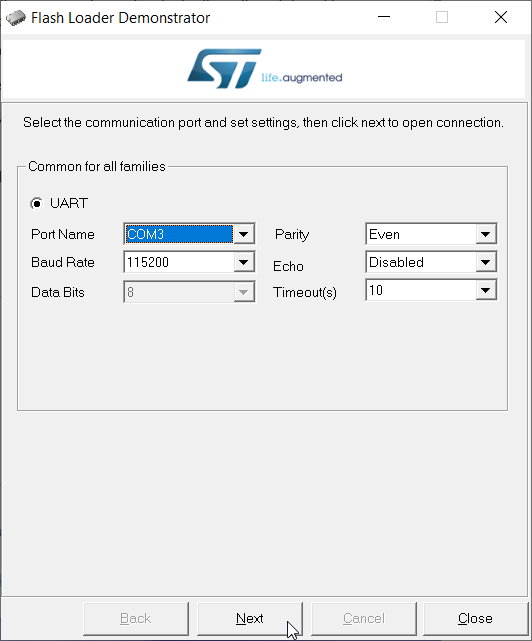 Flash Loader Demonstrator
ST life.augmented
Select the communication port and set settings, then click next to open connection.
Common for all families
UART
Port Name COM3 Parity Even
Baud Rate 115200 Echo Disabled
Data Bits 8 Timeout(s) 10
Back Next Cancel Close